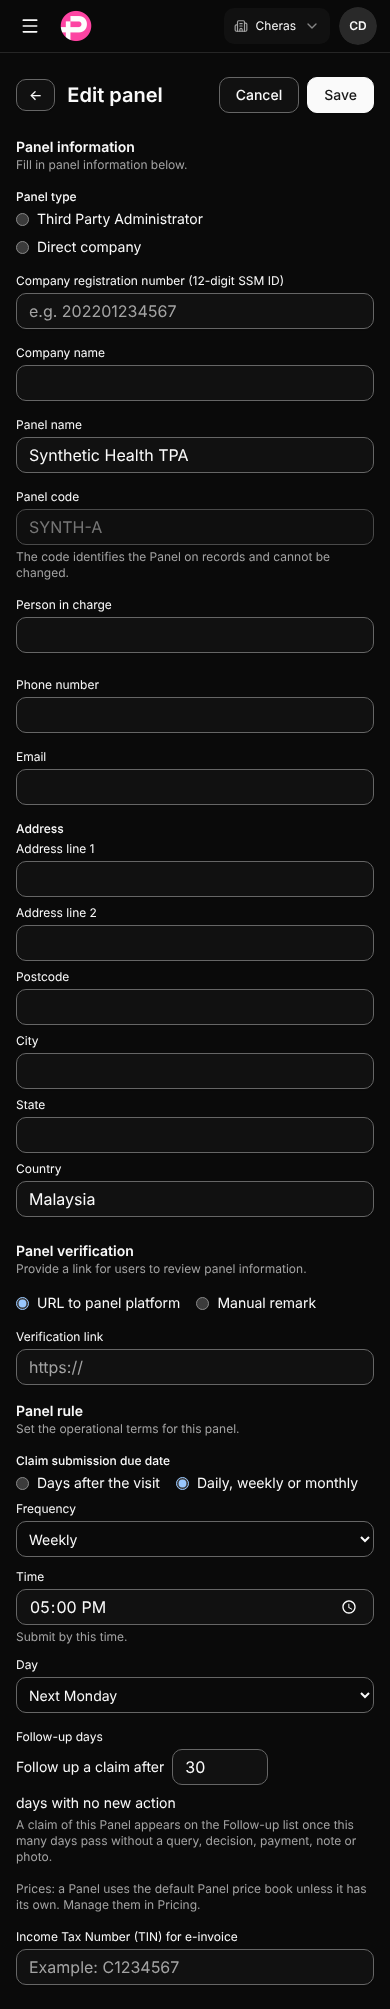 Cheras
CD
Edit panel
Cancel
Save
Panel information
Fill in panel information below.
Panel type
Third Party Administrator
Direct company
Company registration number (12-digit SSM ID)
e.g. 202201234567
Company name
Panel name
Synthetic Health TPA
Panel code
SYNTH-A
The code identifies the Panel on records and cannot be
changed.
Person in charge
Phone number
Email
Address
Address line 1
Address line 2
Postcode
City
State
Country
Malaysia
Panel verification
Provide a link for users to review panel information.
URL to panel platform
Manual remark
Verification link
https://
Panel rule
Set the operational terms for this panel.
Claim submission due date
Days after the visit
Daily, weekly or monthly
Frequency
Weekly
Time
05:00 PM
Submit by this time.
Day
Next Monday
Follow-up days
Follow up a claim after 30
days with no new action
A claim of this Panel appears on the Follow-up list once this
many days pass without a query, decision, payment, note or
photo.
Prices: a Panel uses the default Panel price book unless it has
its own. Manage them in Pricing.
Income Tax Number (TIN) for e-invoice
Example: C1234567